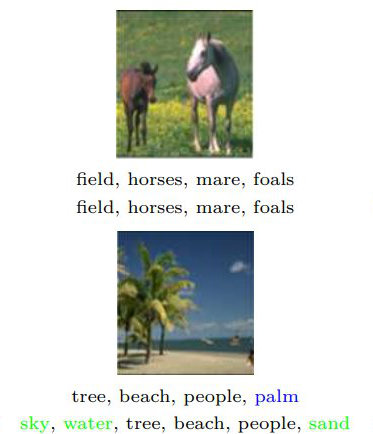 field, horses, mare, foals
field, horses, mare, foals
tree, beach, people, palm
sky, water, tree, beach, people, sand